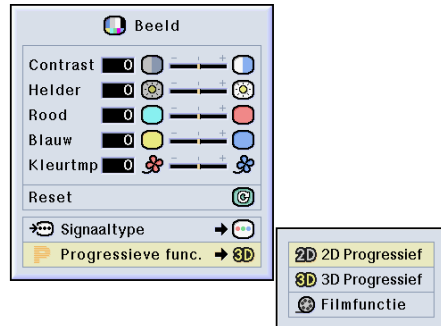 Beeld
Contrast 0
Helder 0
Rood 0
Blauw 0
Kleurtmp 0
Reset
Signaaltype
P Progressieve func. 3D
2D 2D Progressief
3D 3D Progressief
Filmfunctie